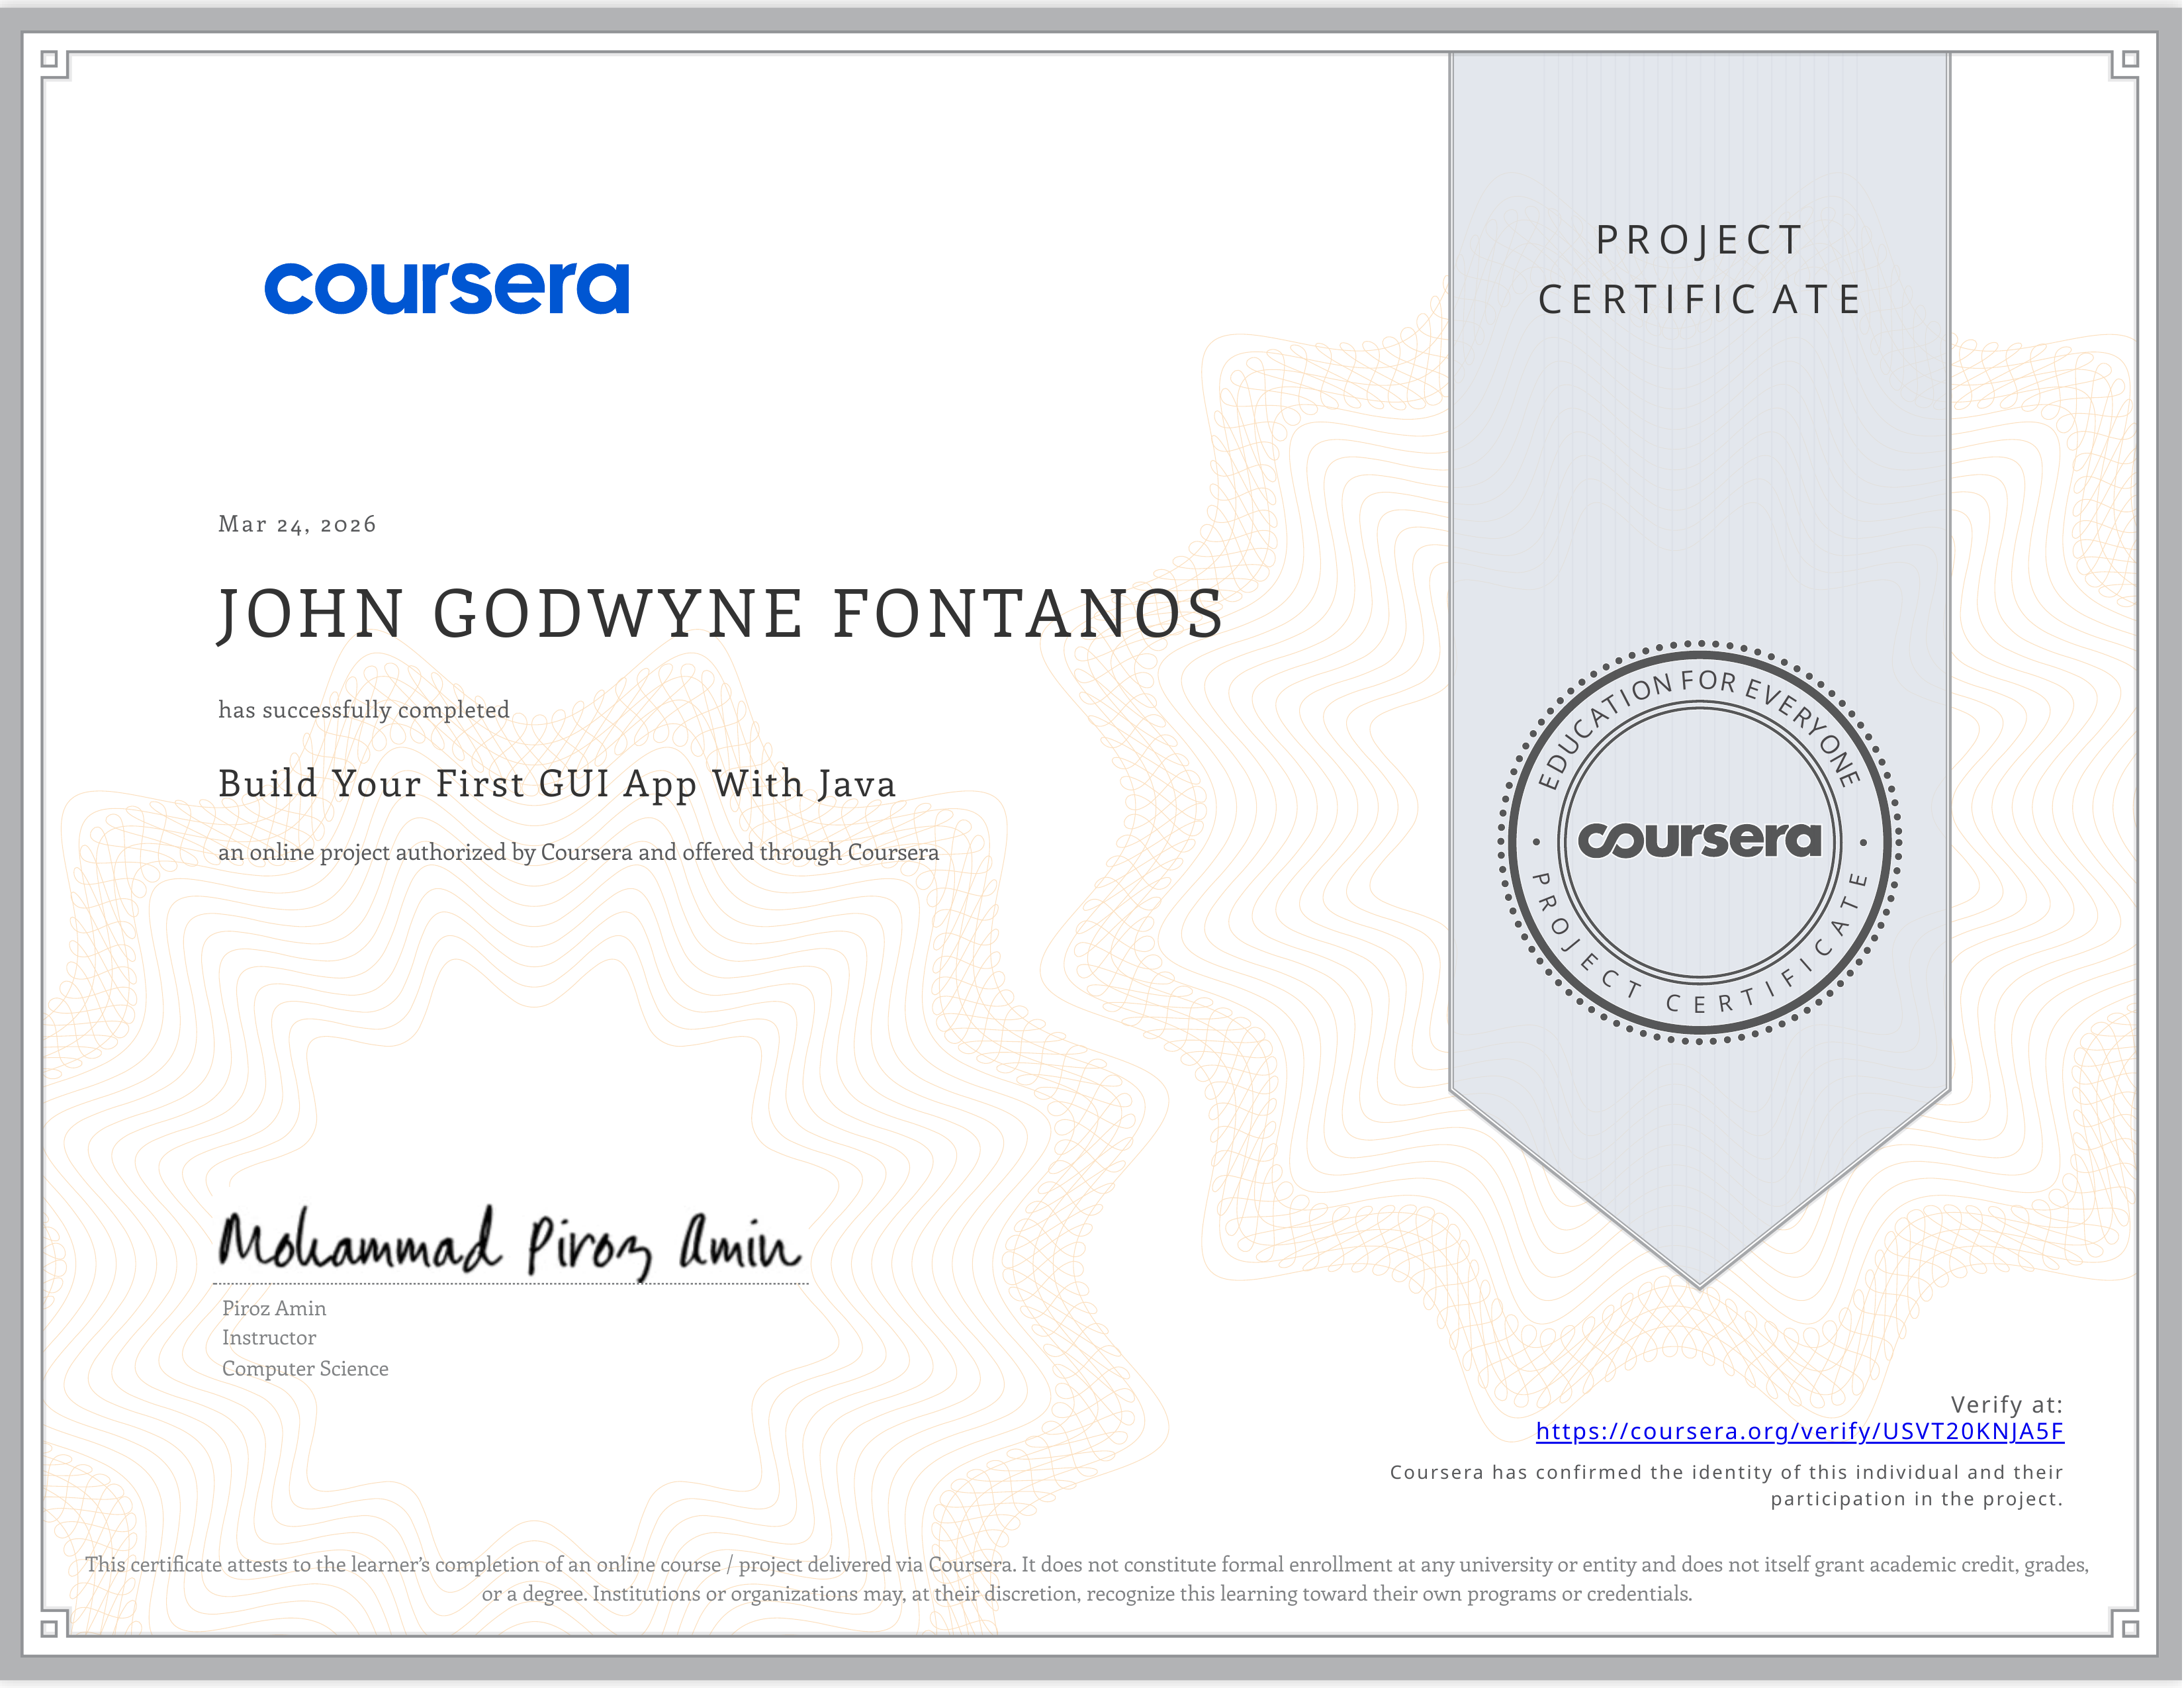 coursera
PROJECT
CERTIFICATE
Mar 24, 2026
JOHN GODWYNE FONTANOS
has successfully completed
Build Your First GUI App With Java
an online project authorized by Coursera and offered through Coursera
EDUCATION FOR EVERYONE
coursera
PROJECT CERTIFICATE
Mohammad Piroz Amin
Piroz Amin
Instructor
Computer Science
Verify at:
https://coursera.org/verify/USVT20KNJA5F
Coursera has confirmed the identity of this individual and their
participation in the project.
This certificate attests to the learner’s completion of an online course / project delivered via Coursera. It does not constitute formal enrollment at any university or entity and does not itself grant academic credit, grades,
or a degree. Institutions or organizations may, at their discretion, recognize this learning toward their own programs or credentials.